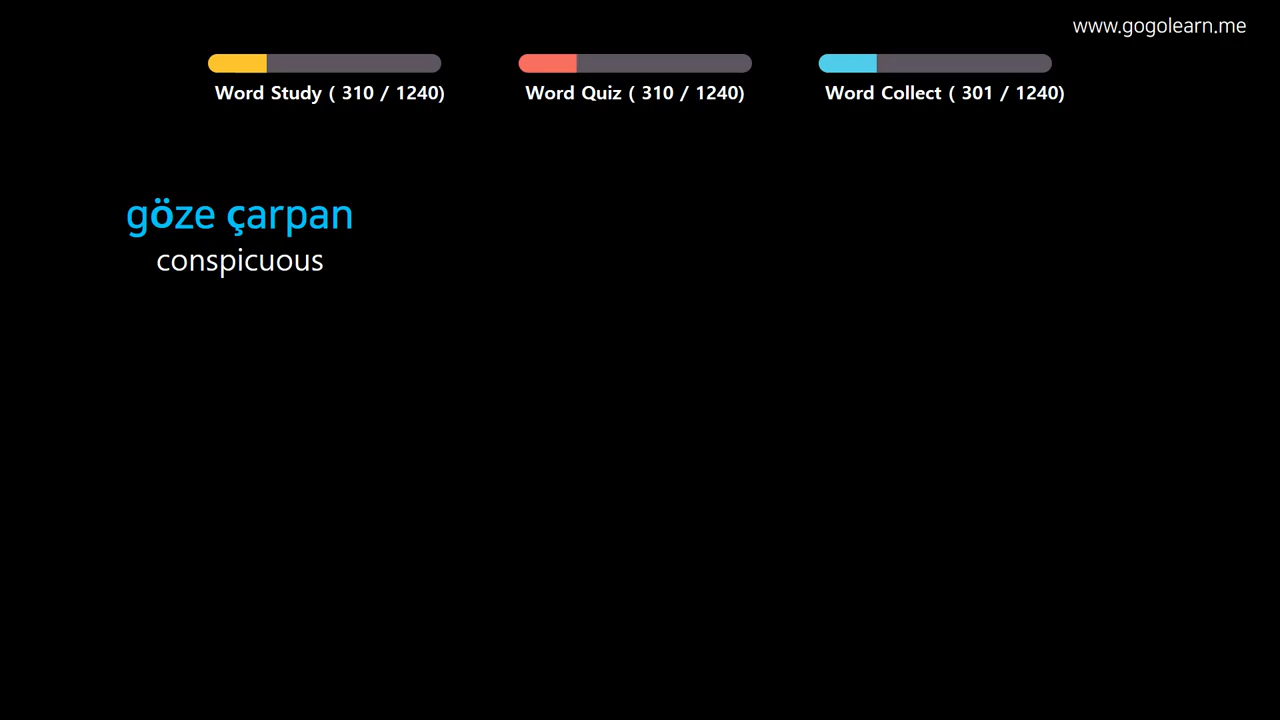 www.gogolearn.me
Word Study ( 310 / 1240)
Word Quiz ( 310 / 1240)
Word Collect ( 301 / 1240)
göze çarpan
conspicuous